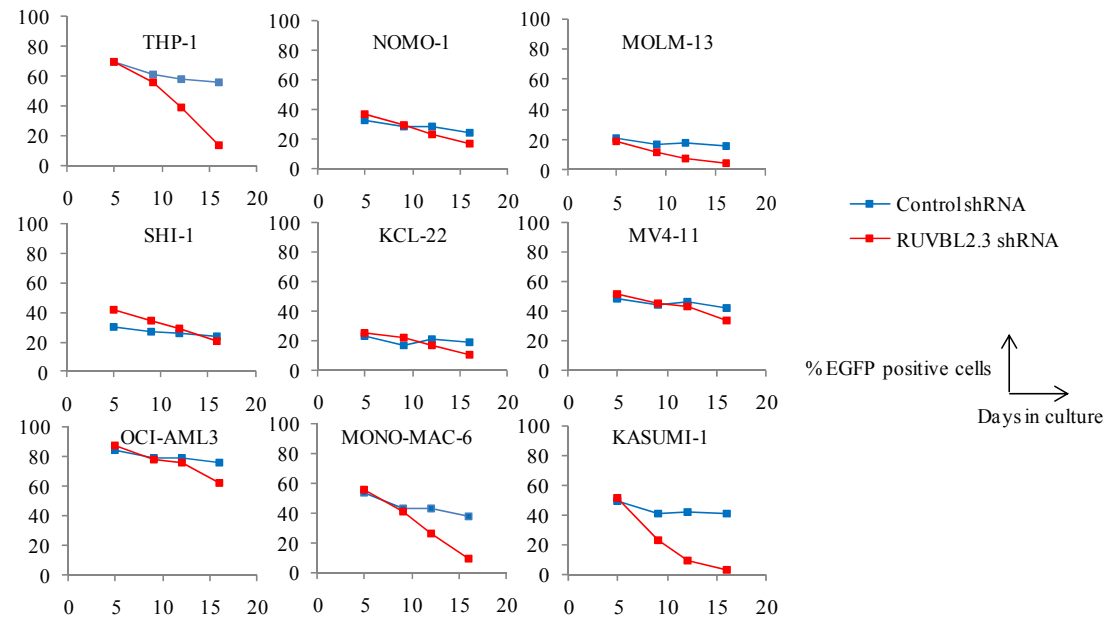 THP-1
100
80
60
40
20
0
0 5 10 15 20
NOMO-1
100
80
60
40
20
0
0 5 10 15 20
MOLM-13
100
80
60
40
20
0
0 5 10 15 20
SHI-1
100
80
60
40
20
0
0 5 10 15 20
KCL-22
100
80
60
40
20
0
0 5 10 15 20
MV4-11
100
80
60
40
20
0
0 5 10 15 20
OCI-AML3
100
80
60
40
20
0
0 5 10 15 20
MONO-MAC-6
100
80
60
40
20
0
0 5 10 15 20
KASUMI-1
100
80
60
40
20
0
0 5 10 15 20
Control shRNA
RUVBL2.3 shRNA
% EGFP positive cells
Days in culture